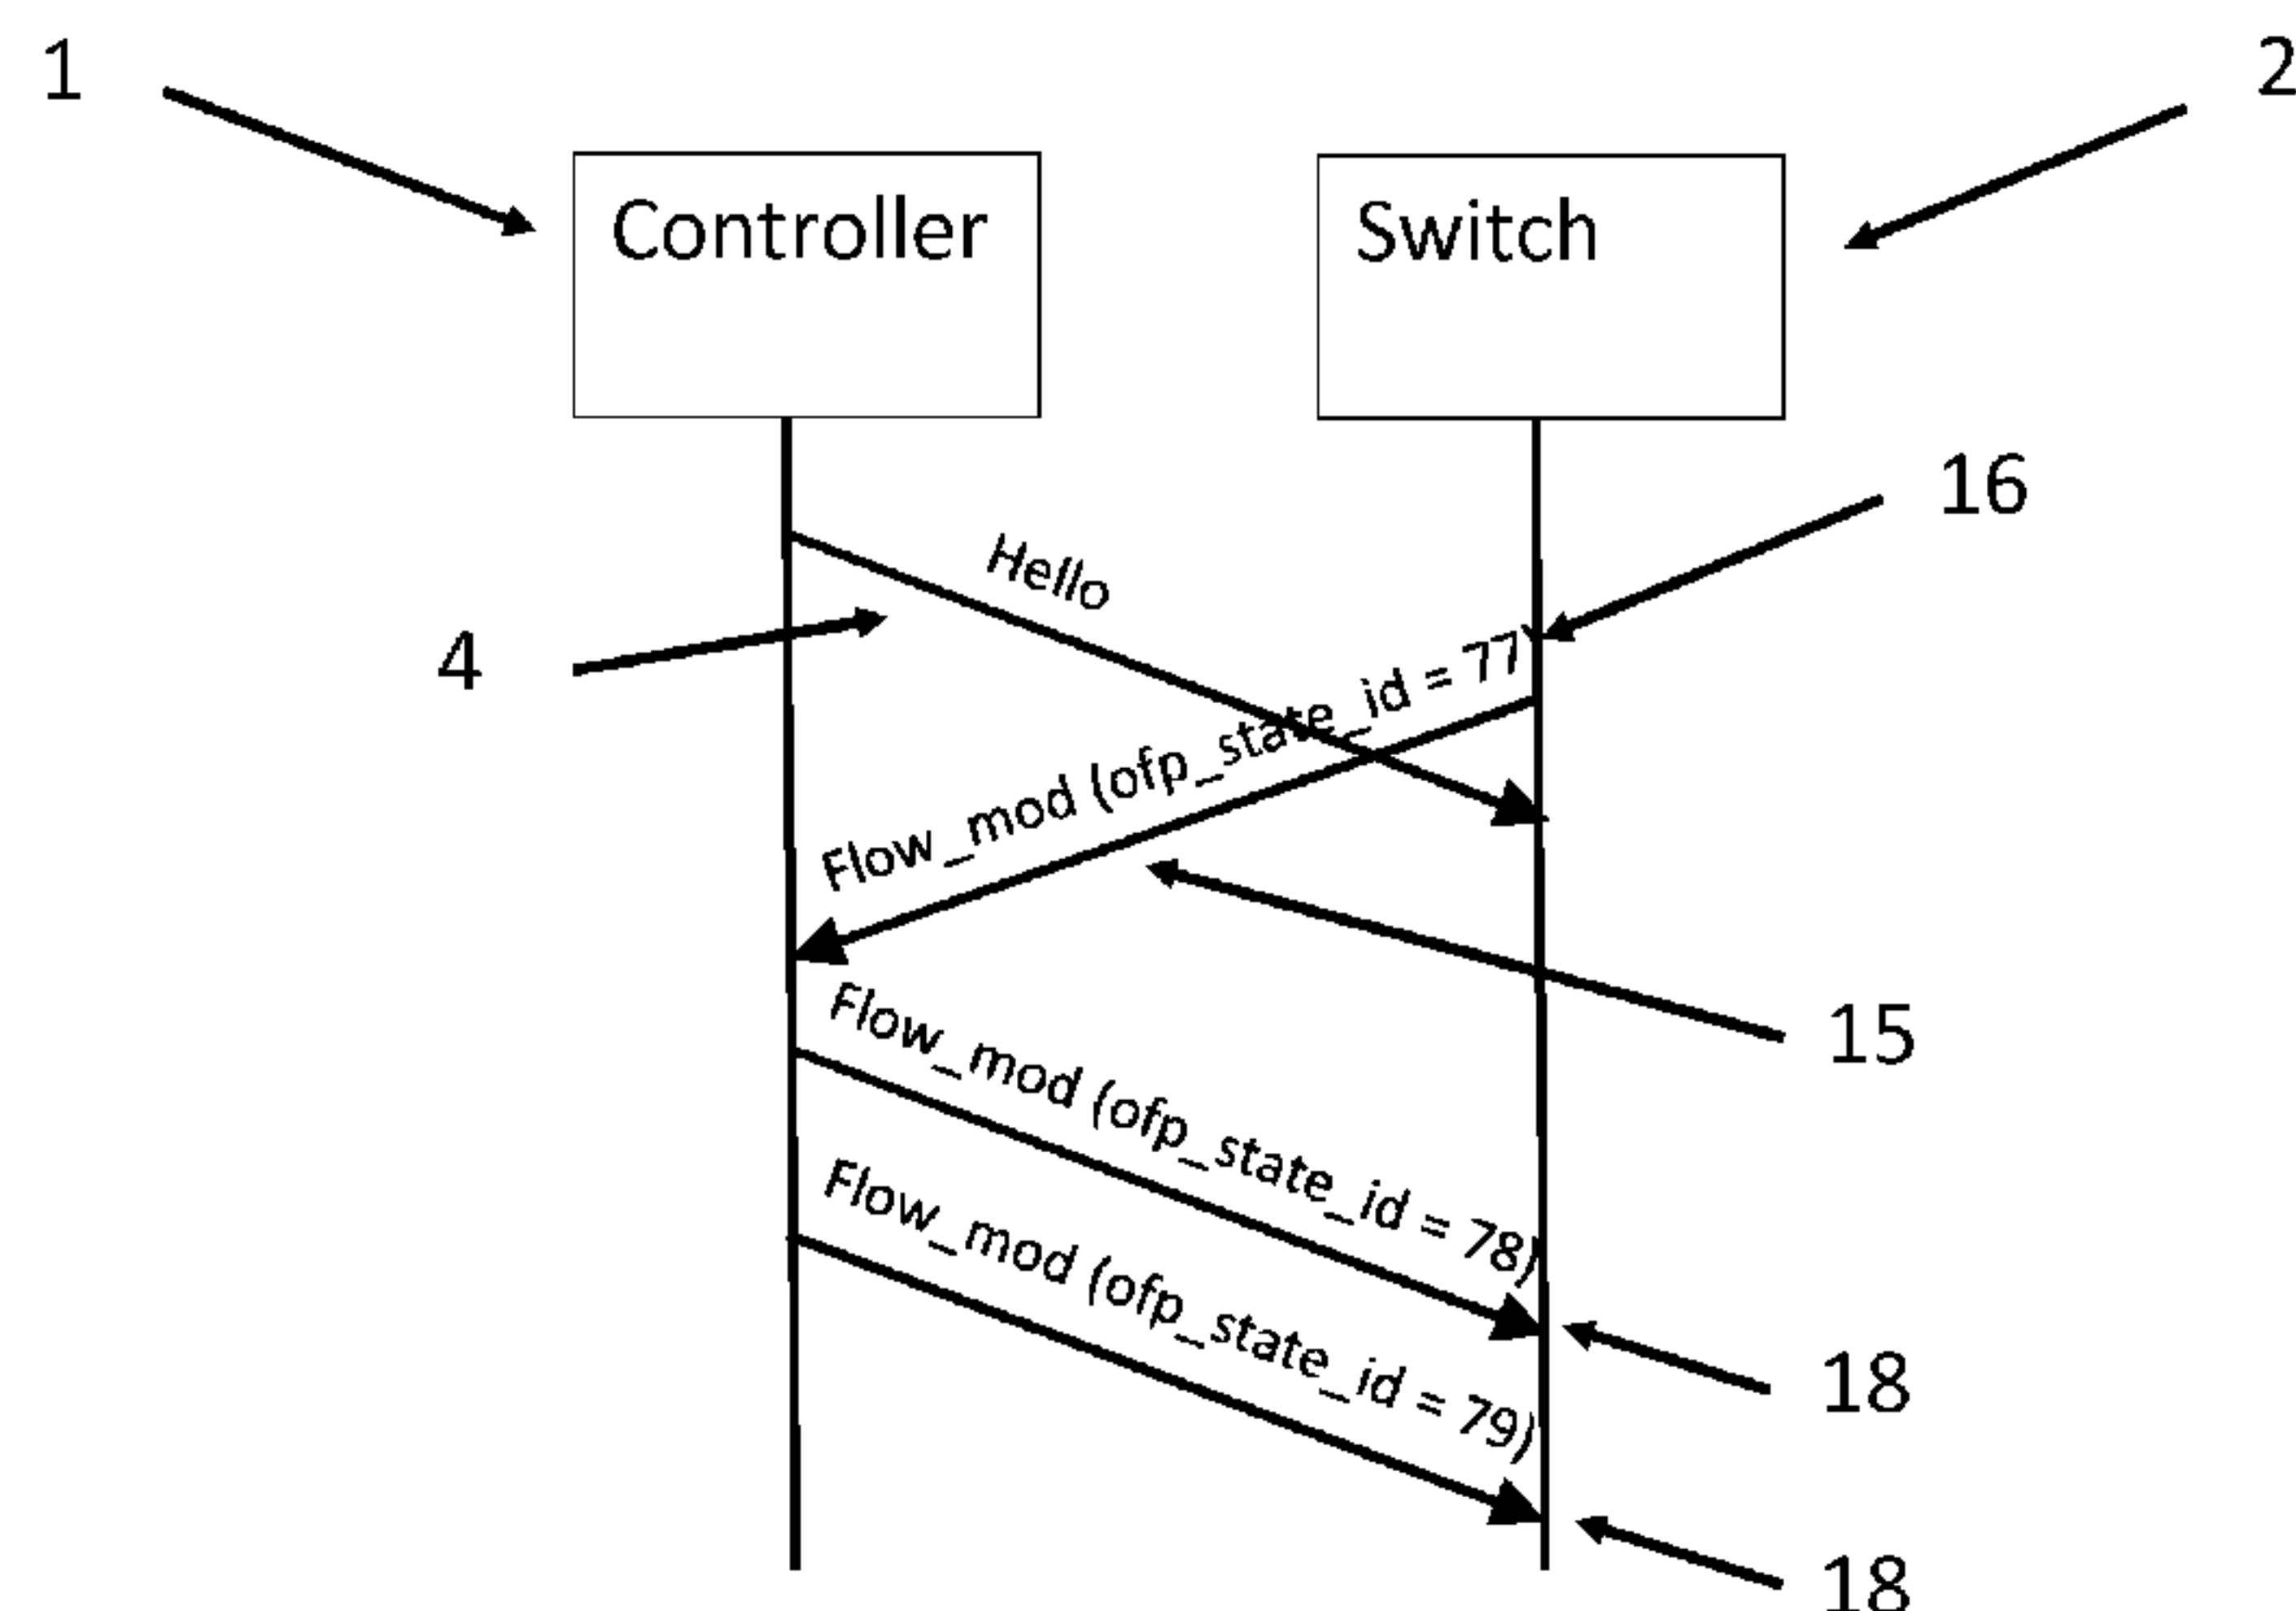 1
2
Controller
Switch
16
Hello
4
Flow_mod (ofp_state_id = 77)
15
Flow_mod (ofp_state_id = 78)
Flow_mod (ofp_state_id = 79)
18
18